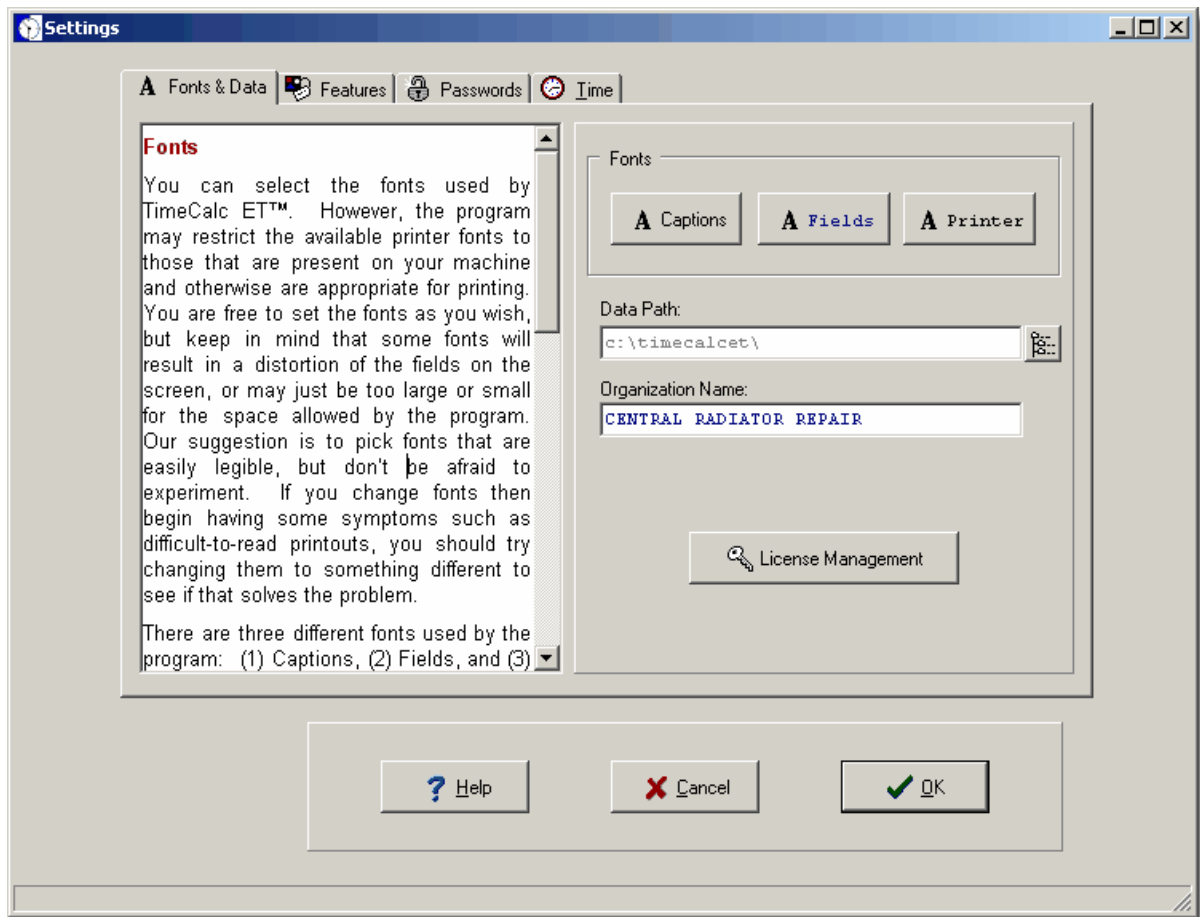 Settings
A Fonts & Data
Features
Passwords
Time
Fonts
You can select the fonts used by
TimeCalc ET™. However, the program
may restrict the available printer fonts to
those that are present on your machine
and otherwise are appropriate for printing.
You are free to set the fonts as you wish,
but keep in mind that some fonts will
result in a distortion of the fields on the
screen, or may just be too large or small
for the space allowed by the program.
Our suggestion is to pick fonts that are
easily legible, but don't be afraid to
experiment. If you change fonts then
begin having some symptoms such as
difficult-to-read printouts, you should try
changing them to something different to
see if that solves the problem.
There are three different fonts used by the
program: (1) Captions, (2) Fields, and (3)
Fonts
A Captions
A Fields
A Printer
Data Path:
c:\timecalcet\
Organization Name:
CENTRAL RADIATOR REPAIR
License Management
? Help
Cancel
OK